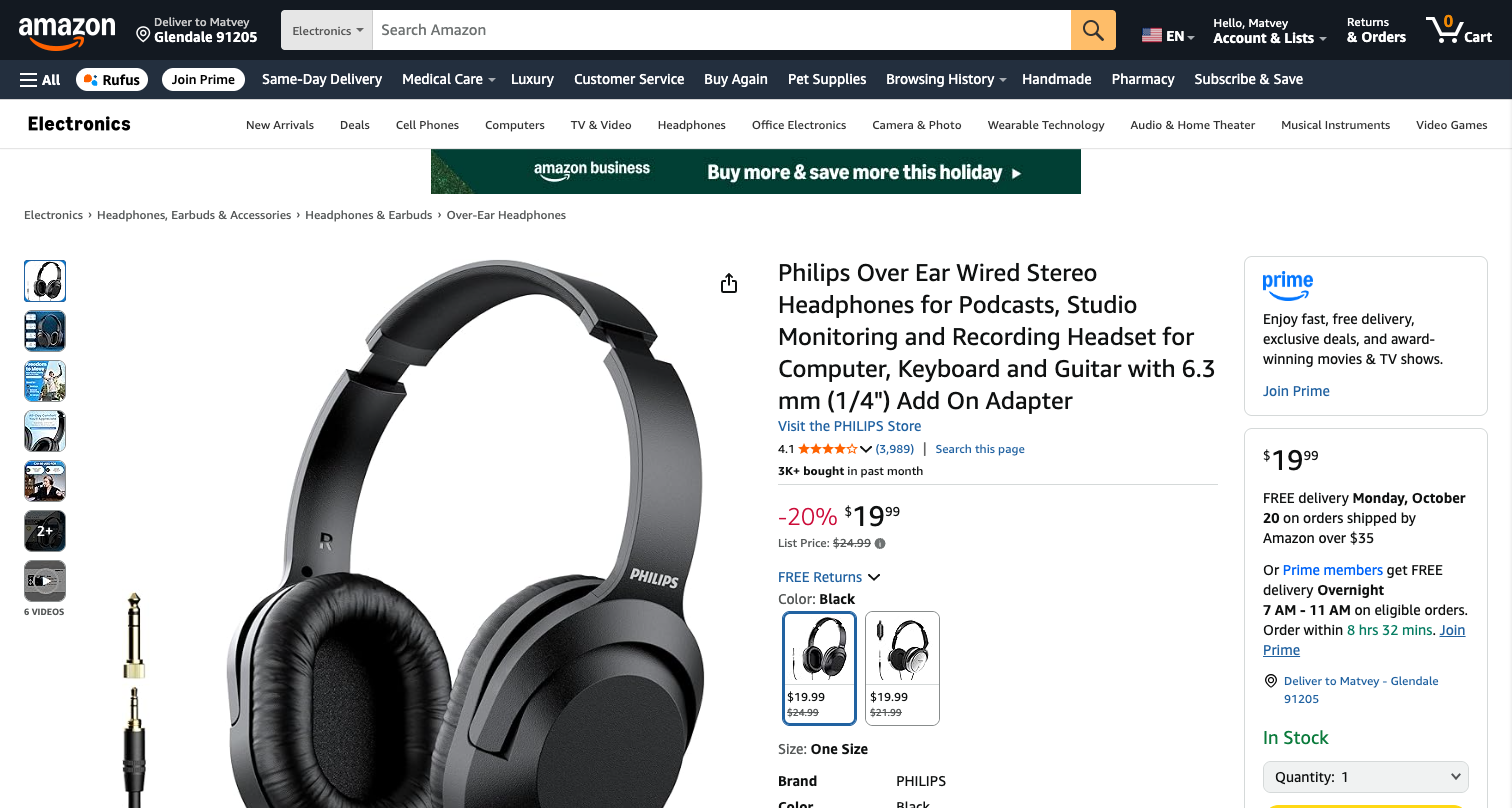 amazon
Deliver to Matvey
Glendale 91205
Electronics
Search Amazon
EN
Hello, Matvey
Account & Lists
Returns
& Orders
0
Cart
All
Rufus
Join Prime
Same-Day Delivery
Medical Care
Luxury
Customer Service
Buy Again
Pet Supplies
Browsing History
Handmade
Pharmacy
Subscribe & Save
Electronics
New Arrivals
Deals
Cell Phones
Computers
TV & Video
Headphones
Office Electronics
Camera & Photo
Wearable Technology
Audio & Home Theater
Musical Instruments
Video Games
amazon business
Buy more & save more this holiday
Electronics › Headphones, Earbuds & Accessories › Headphones & Earbuds › Over-Ear Headphones
2+
6 VIDEOS
R
PHILIPS
Philips Over Ear Wired Stereo
Headphones for Podcasts, Studio
Monitoring and Recording Headset for
Computer, Keyboard and Guitar with 6.3
mm (1/4") Add On Adapter
Visit the PHILIPS Store
4.1 (3,989) | Search this page
3K+ bought in past month
-20% $19.99
List Price: $24.99
FREE Returns
Color: Black
$19.99
$24.99
$19.99
$21.99
Size: One Size
Brand PHILIPS
Color Black
prime
Enjoy fast, free delivery,
exclusive deals, and award-
winning movies & TV shows.
Join Prime
$19.99
FREE delivery Monday, October
20 on orders shipped by
Amazon over $35
Or Prime members get FREE
delivery Overnight
7 AM - 11 AM on eligible orders.
Order within 8 hrs 32 mins. Join
Prime
Deliver to Matvey - Glendale
91205
In Stock
Quantity: 1